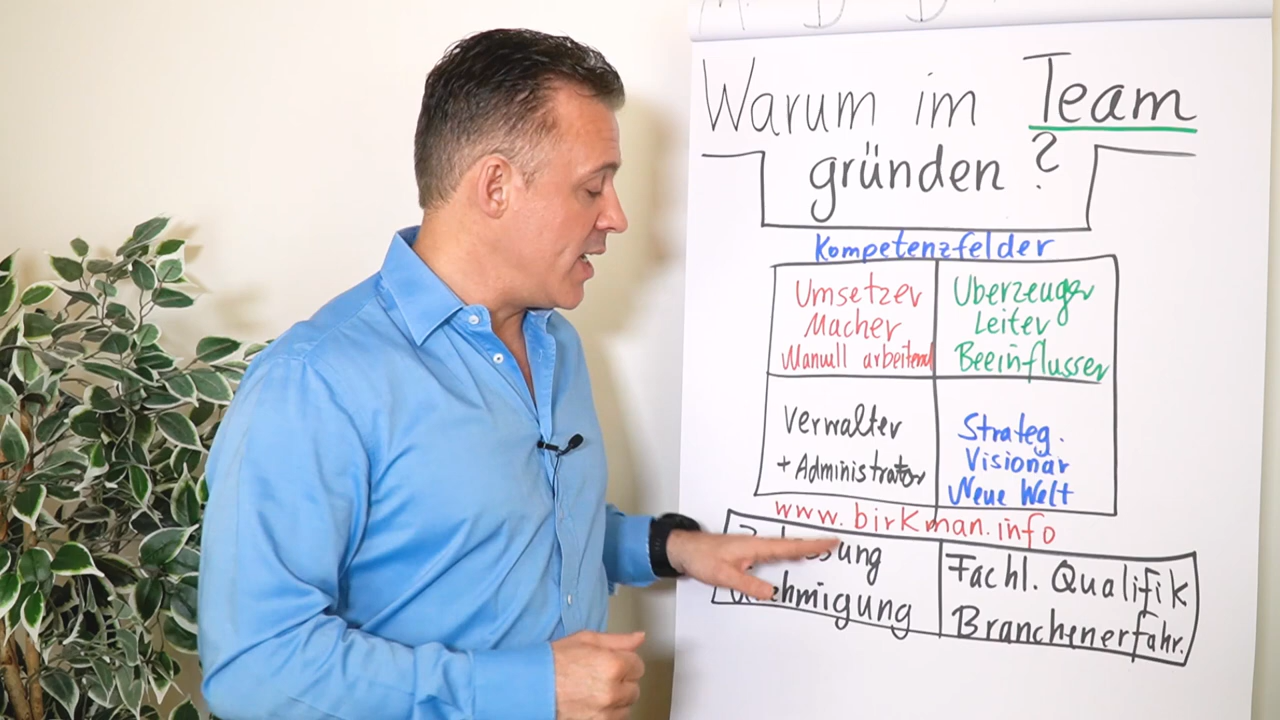 Warum im Team
gründen ?
Kompetenzfelder
Umsetzer
Macher
Manuell arbeitend
Überzeuger
Leiter
Beeinflusser
Verwalter
+ Administrator
Strateg.
Visionär
Neue Welt
www.birkman.info
Fachl. Qualifik
Branchenerfahr.